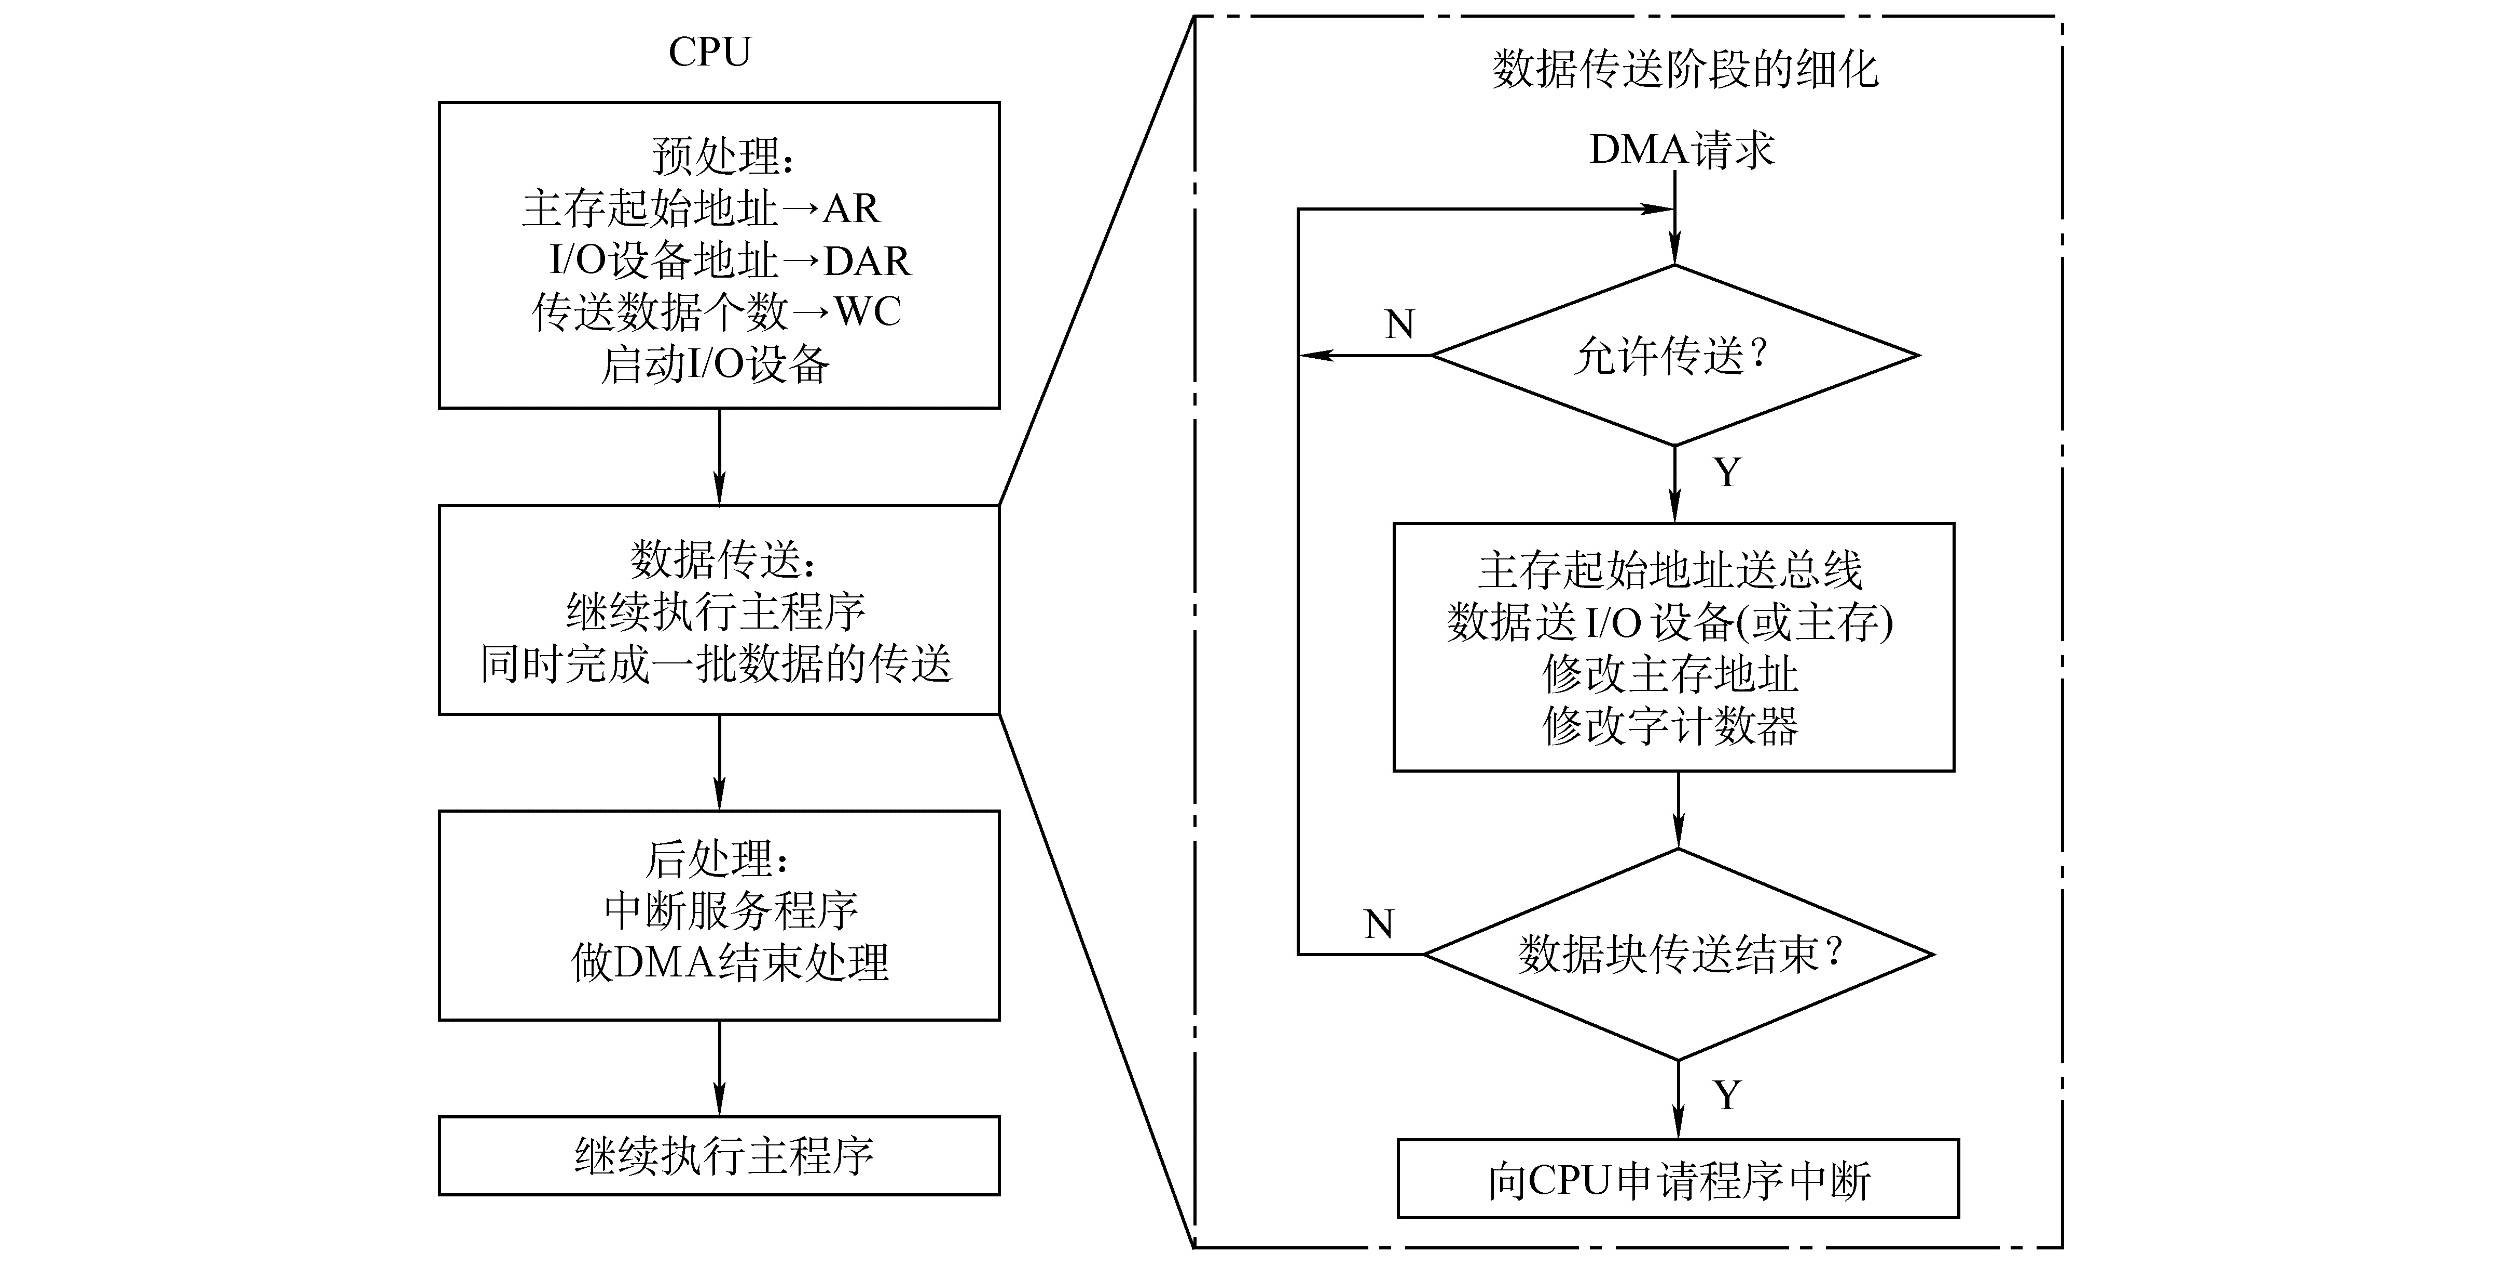 CPU
预处理：
主存起始地址→AR
I/O设备地址→DAR
传送数据个数→WC
启动I/O设备
数据传送：
继续执行主程序
同时完成一批数据的传送
后处理：
中断服务程序
做DMA结束处理
继续执行主程序
数据传送阶段的细化
DMA请求
允许传送？
N
Y
主存起始地址送总线
数据送 I/O 设备(或主存)
修改主存地址
修改字计数器
数据块传送结束？
N
Y
向CPU申请程序中断